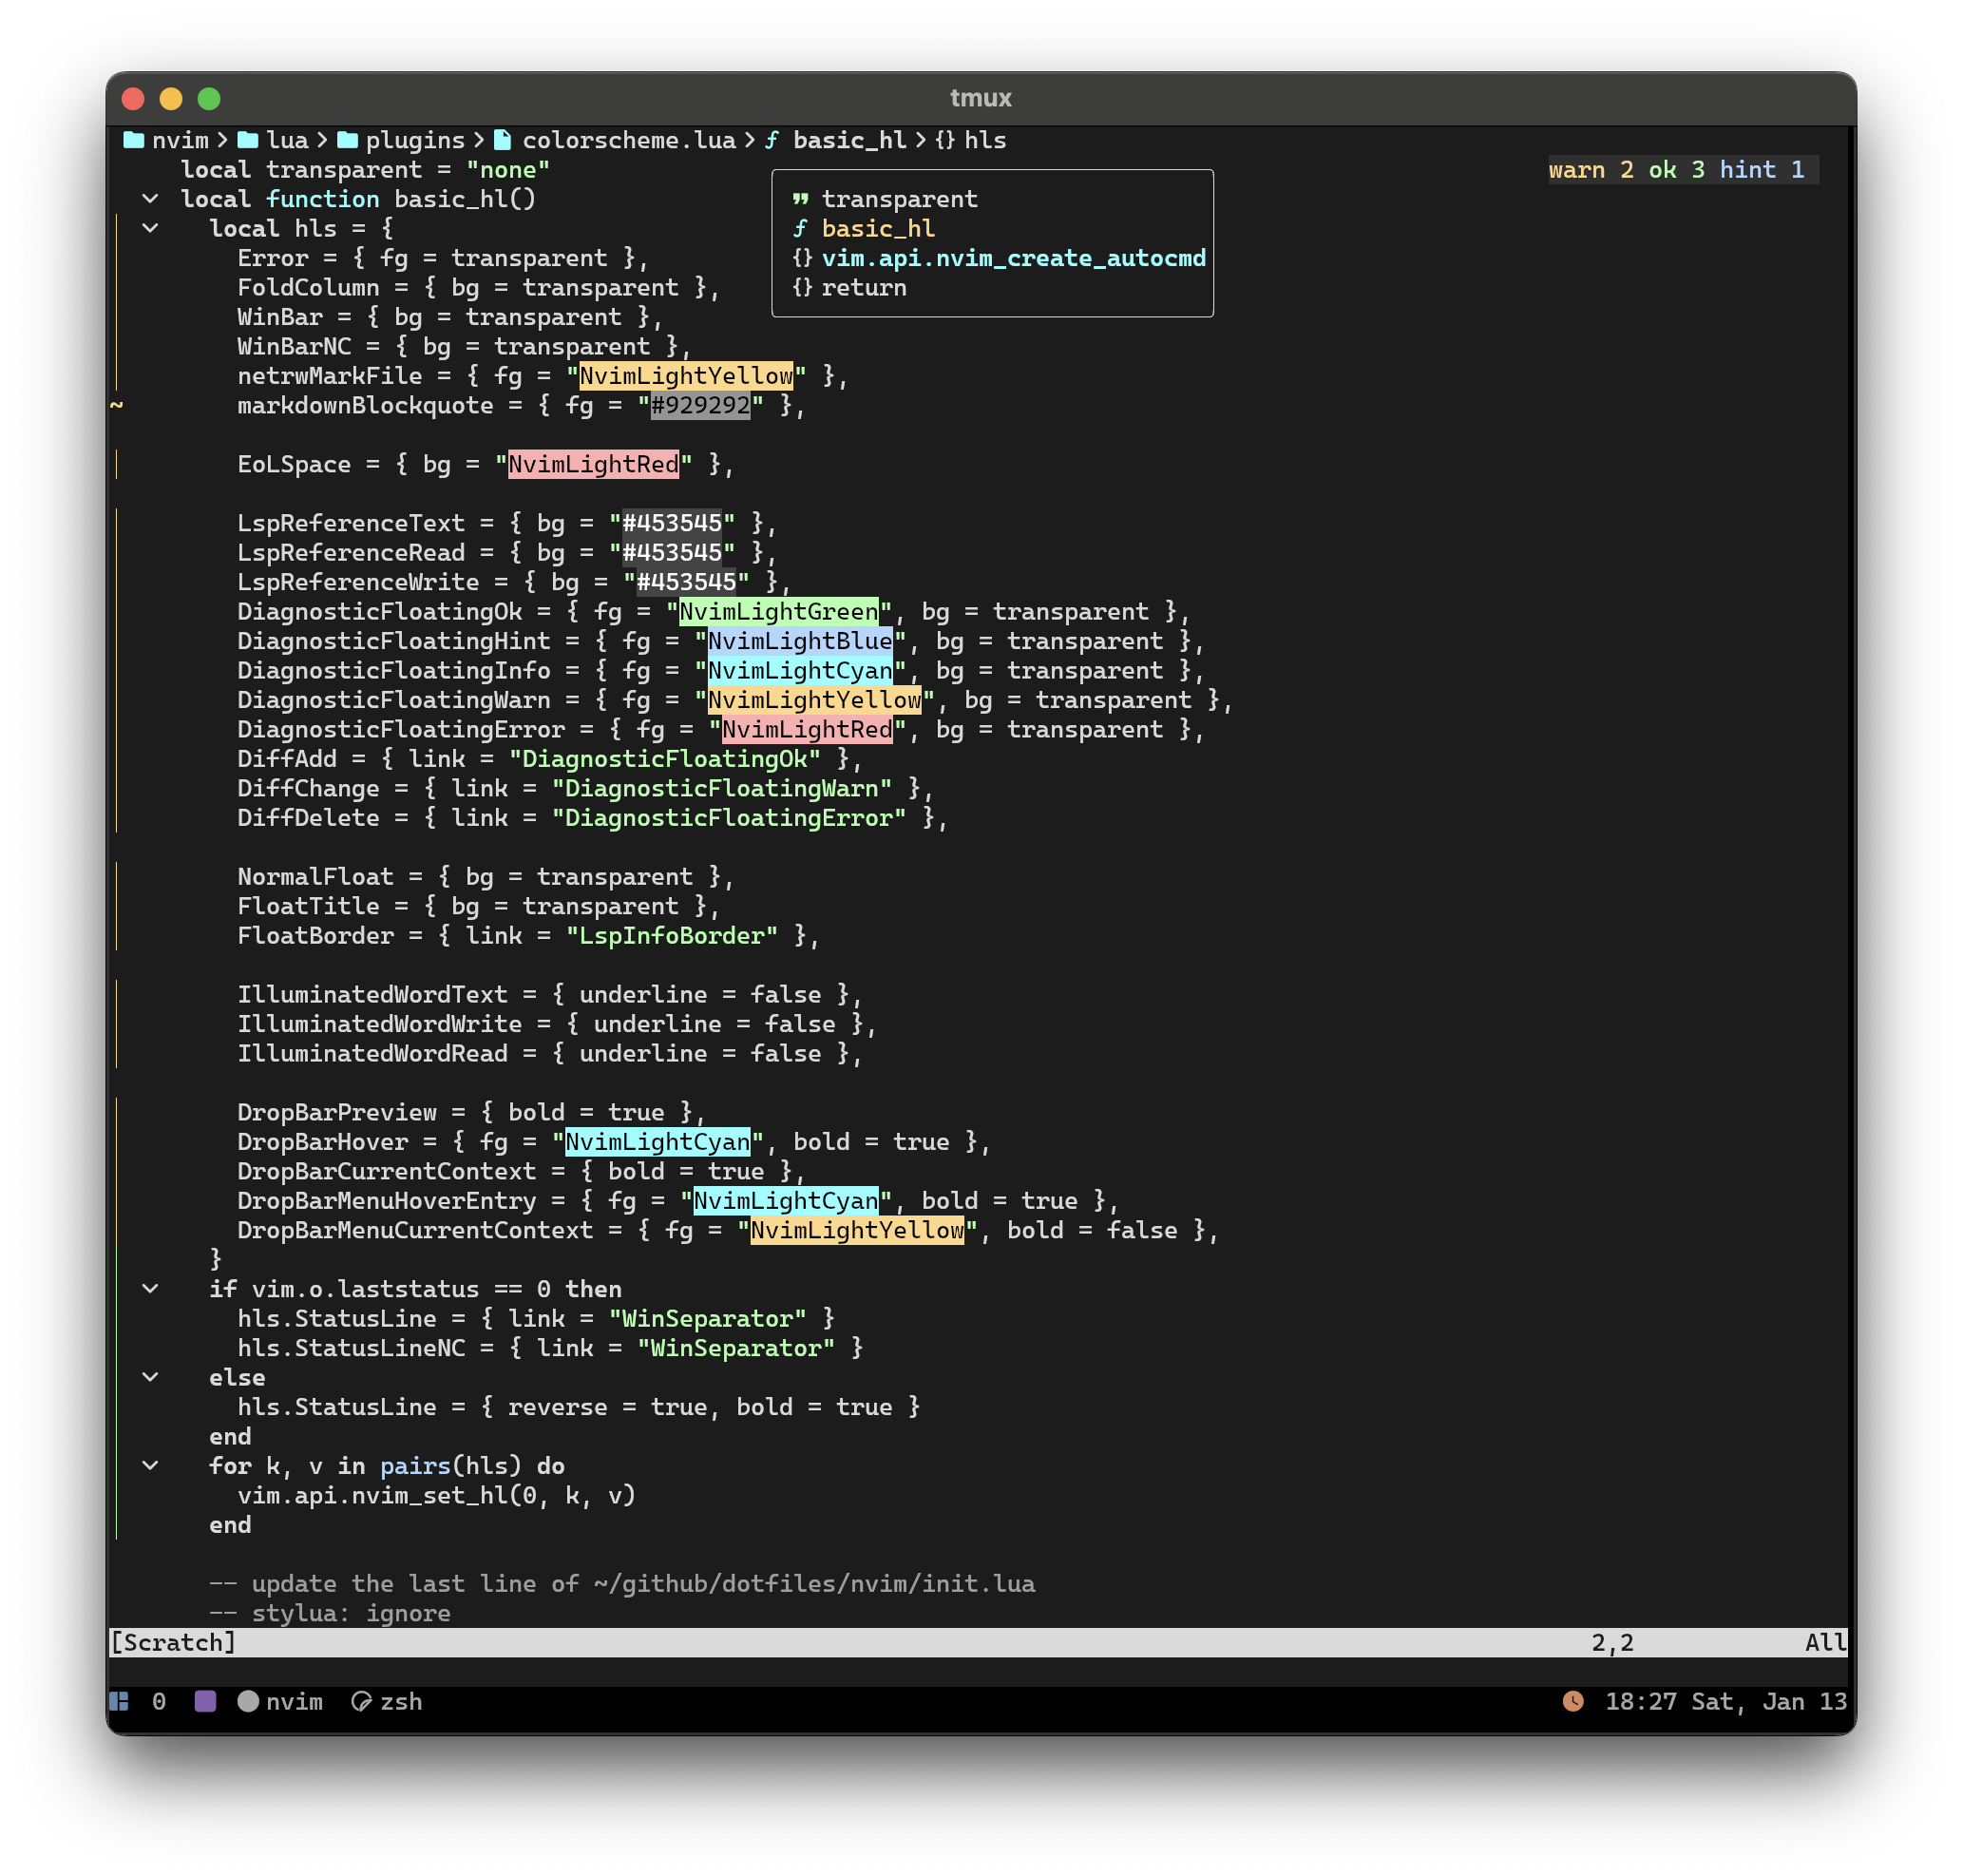 tmux
nvim > lua > plugins > colorscheme.lua > basic_hl > {} hls
local transparent = "none"
warn 2 ok 3 hint 1
local function basic_hl()
transparent
basic_hl
{} vim.api.nvim_create_autocmd
{} return
local hls = {
Error = { fg = transparent },
FoldColumn = { bg = transparent },
WinBar = { bg = transparent },
WinBarNC = { bg = transparent },
netrwMarkFile = { fg = "NvimLightYellow" },
~ markdownBlockquote = { fg = "#929292" },
EoLSpace = { bg = "NvimLightRed" },
LspReferenceText = { bg = "#453545" },
LspReferenceRead = { bg = "#453545" },
LspReferenceWrite = { bg = "#453545" },
DiagnosticFloatingOk = { fg = "NvimLightGreen", bg = transparent },
DiagnosticFloatingHint = { fg = "NvimLightBlue", bg = transparent },
DiagnosticFloatingInfo = { fg = "NvimLightCyan", bg = transparent },
DiagnosticFloatingWarn = { fg = "NvimLightYellow", bg = transparent },
DiagnosticFloatingError = { fg = "NvimLightRed", bg = transparent },
DiffAdd = { link = "DiagnosticFloatingOk" },
DiffChange = { link = "DiagnosticFloatingWarn" },
DiffDelete = { link = "DiagnosticFloatingError" },
NormalFloat = { bg = transparent },
FloatTitle = { bg = transparent },
FloatBorder = { link = "LspInfoBorder" },
IlluminatedWordText = { underline = false },
IlluminatedWordWrite = { underline = false },
IlluminatedWordRead = { underline = false },
DropBarPreview = { bold = true },
DropBarHover = { fg = "NvimLightCyan", bold = true },
DropBarCurrentContext = { bold = true },
DropBarMenuHoverEntry = { fg = "NvimLightCyan", bold = true },
DropBarMenuCurrentContext = { fg = "NvimLightYellow", bold = false },
}
if vim.o.laststatus == 0 then
hls.StatusLine = { link = "WinSeparator" }
hls.StatusLineNC = { link = "WinSeparator" }
else
hls.StatusLine = { reverse = true, bold = true }
end
for k, v in pairs(hls) do
vim.api.nvim_set_hl(0, k, v)
end
-- update the last line of ~/github/dotfiles/nvim/init.lua
-- stylua: ignore
[Scratch] 2,2 All
0 nvim zsh 18:27 Sat, Jan 13